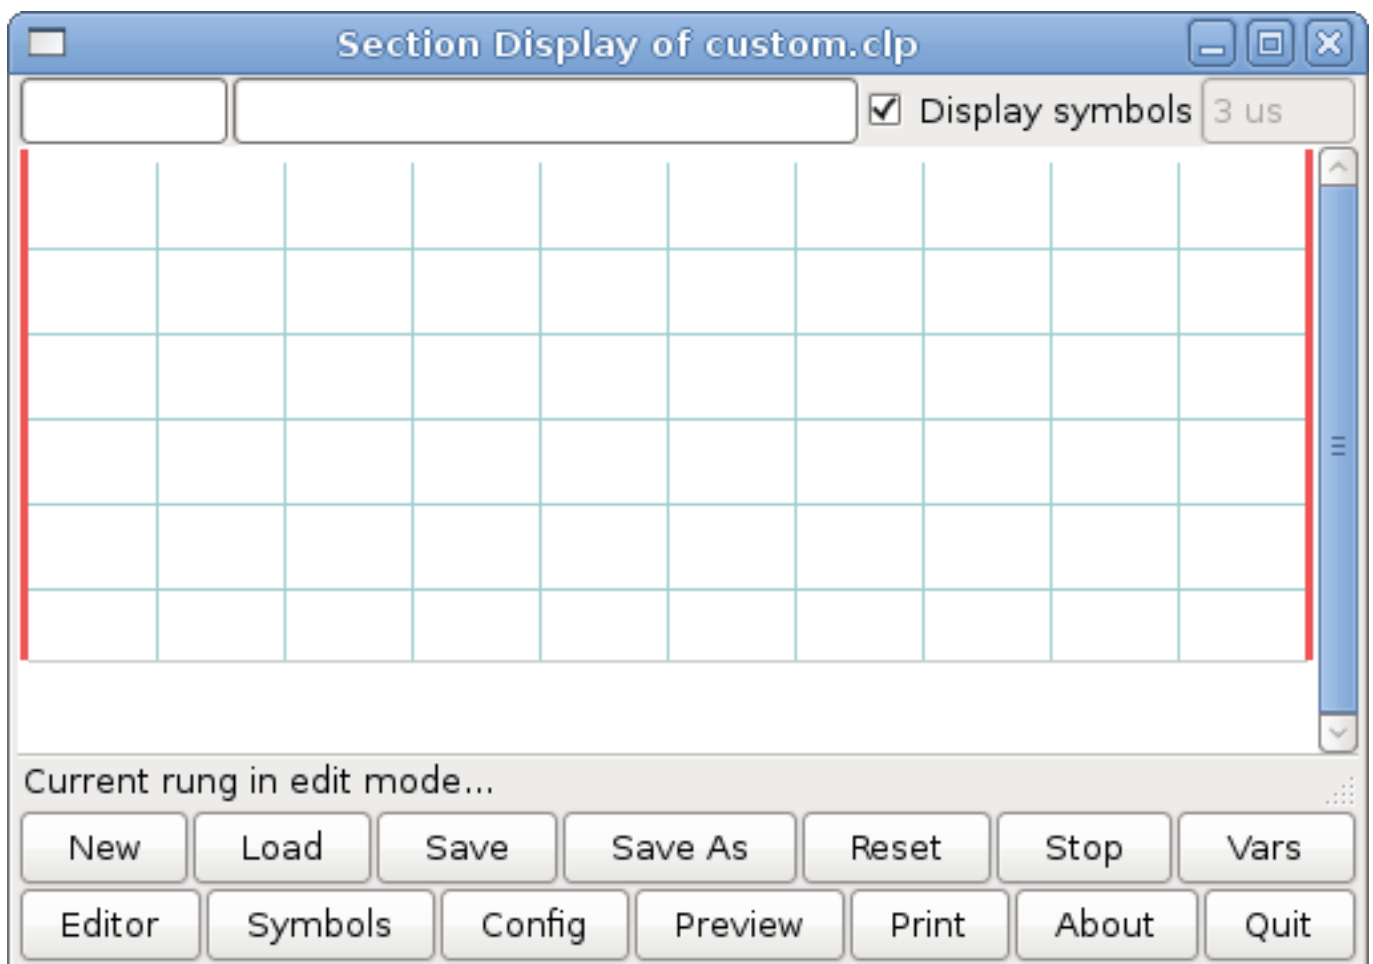 Section Display of custom.clp
Display symbols 3 us
Current rung in edit mode...
New Load Save Save As Reset Stop Vars
Editor Symbols Config Preview Print About Quit